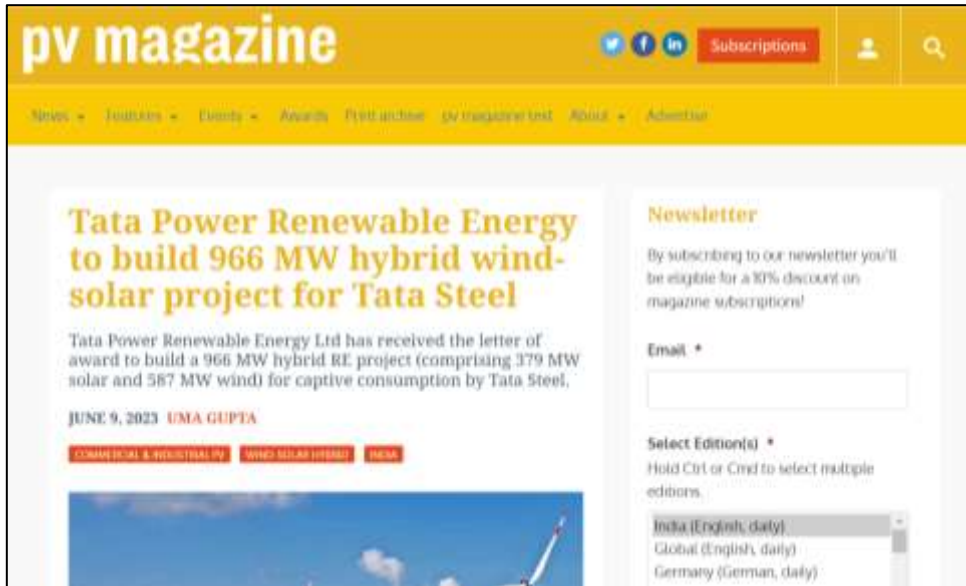 pv magazine
Subscriptions
News Features Events Awards Print archive pv magazine test About Advertise
Tata Power Renewable Energy
to build 966 MW hybrid wind-
solar project for Tata Steel
Tata Power Renewable Energy Ltd has received the letter of
award to build a 966 MW hybrid RE project (comprising 379 MW
solar and 587 MW wind) for captive consumption by Tata Steel.
JUNE 9, 2023 UMA GUPTA
COMMERCIAL & INDUSTRIAL PV WIND-SOLAR HYBRID INDIA
Newsletter
By subscribing to our newsletter you'll
be eligible for a 10% discount on
magazine subscriptions!
Email *
Select Edition(s) *
Hold Ctrl or Cmd to select multiple
editions.
India (English, daily)
Global (English, daily)
Germany (German, daily)